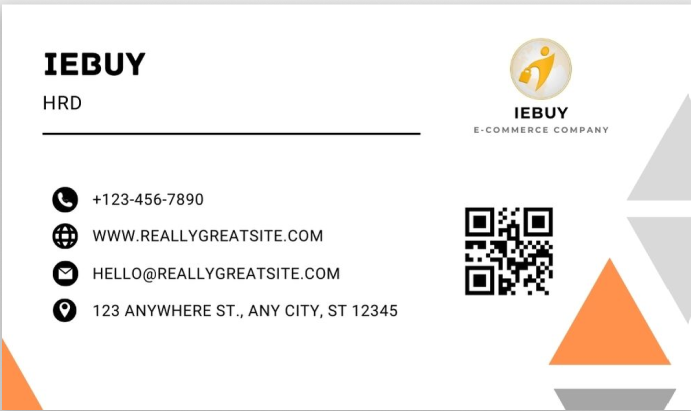 IEBUY
HRD
IEBUY
E-COMMERCE COMPANY
+123-456-7890
WWW.REALLYGREATSITE.COM
HELLO@REALLYGREATSITE.COM
123 ANYWHERE ST., ANY CITY, ST 12345